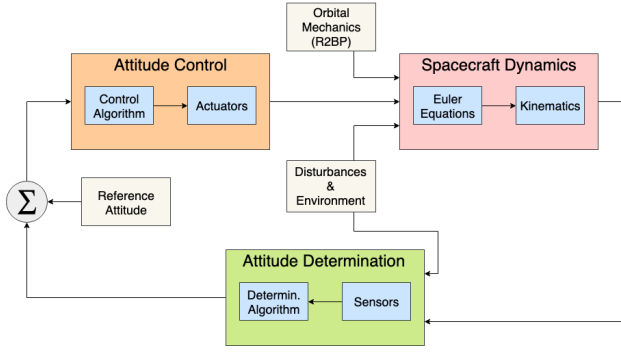 Orbital
Mechanics
(R2BP)
Attitude Control
Control
Algorithm
Actuators
Spacecraft Dynamics
Euler
Equations
Kinematics
Disturbances
&
Environment
Reference
Attitude
Σ
Attitude Determination
Determin.
Algorithm
Sensors